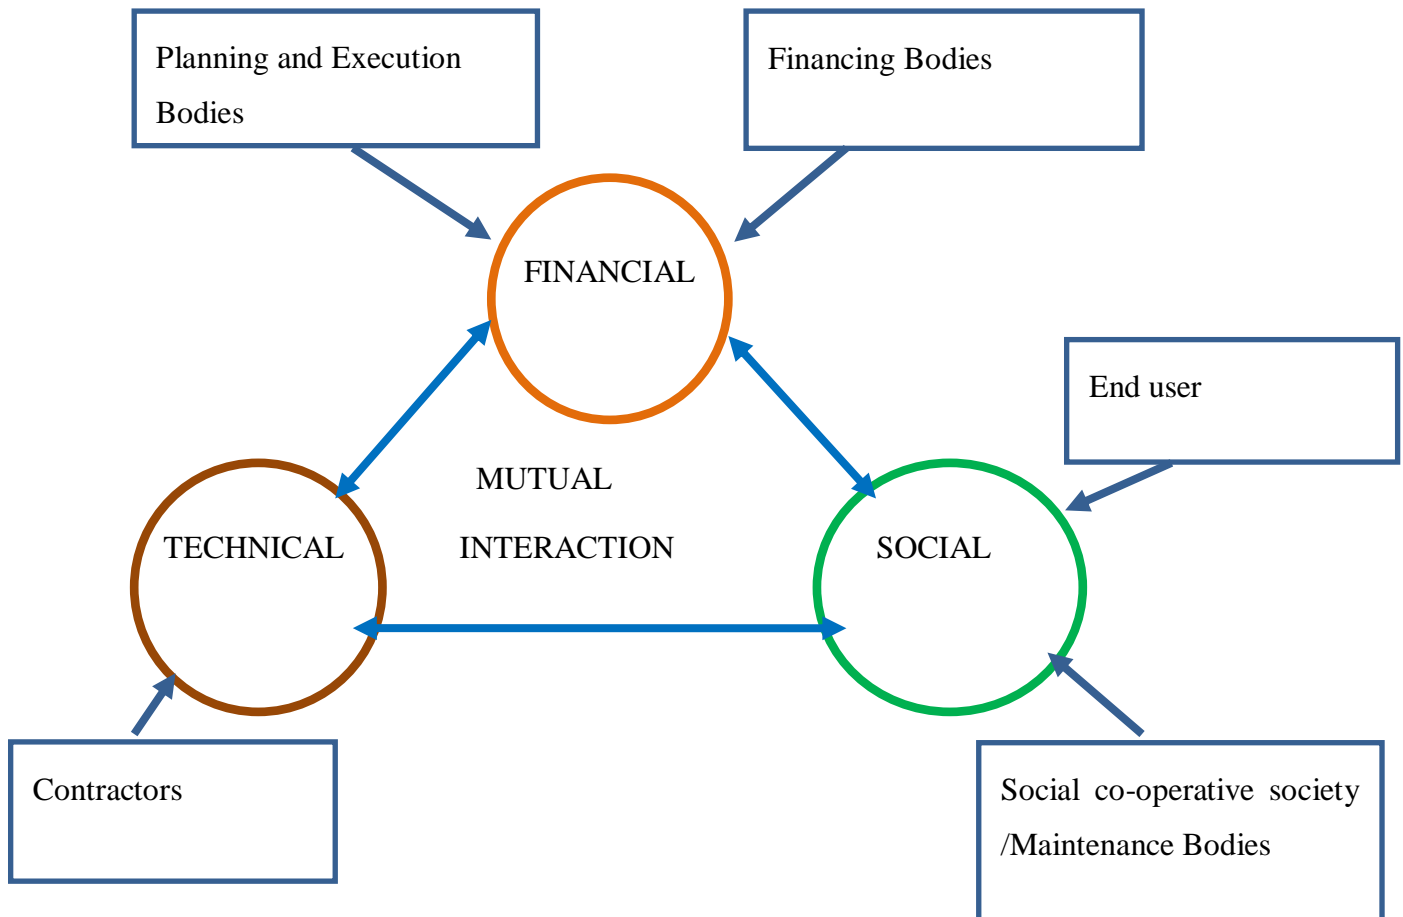 Planning and Execution
Bodies
Financing Bodies
FINANCIAL
End user
MUTUAL
INTERACTION
TECHNICAL
SOCIAL
Contractors
Social co-operative society
/Maintenance Bodies